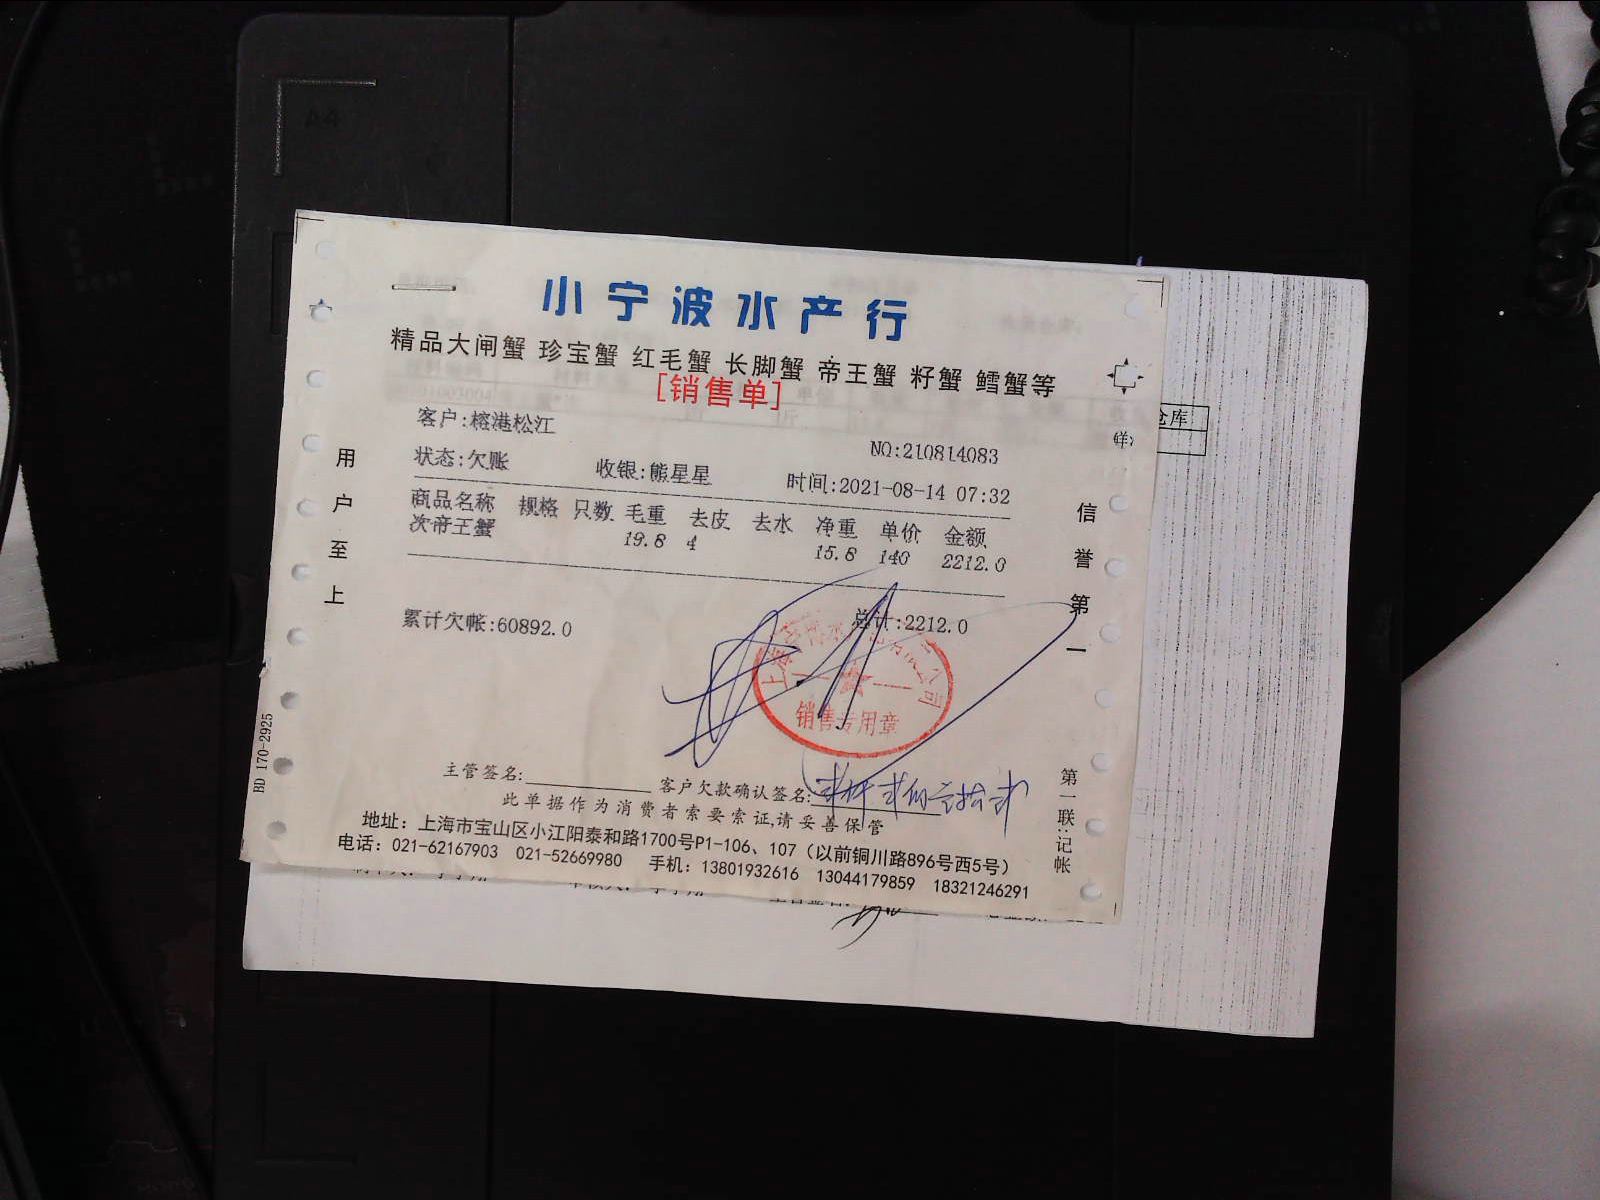 小宁波水产行
精品大闸蟹 珍宝蟹 红毛蟹 长脚蟹 帝王蟹 籽蟹 鳕蟹等
[销售单]
客户:榕港松江
NO:210814083
状态:欠账 收银:熊星星 时间:2021-08-14 07:32
商品名称 规格 只数 毛重 去皮 去水 净重 单价 金额
次帝王蟹 19.8 4 15.8 140 2212.0
累计欠帐:60892.0 总计:2212.0
销售专用章
主管签名: 客户欠款确认签名:
此单据作为消费者索要索证,请妥善保管
地址：上海市宝山区小江阳泰和路1700号P1-106、107（以前铜川路896号西5号）
电话：021-62167903 021-52669980 手机：13801932616 13044179859 18321246291
用户至上
信誉第一
第一联:记帐
BD 170-2925
仓库
A4